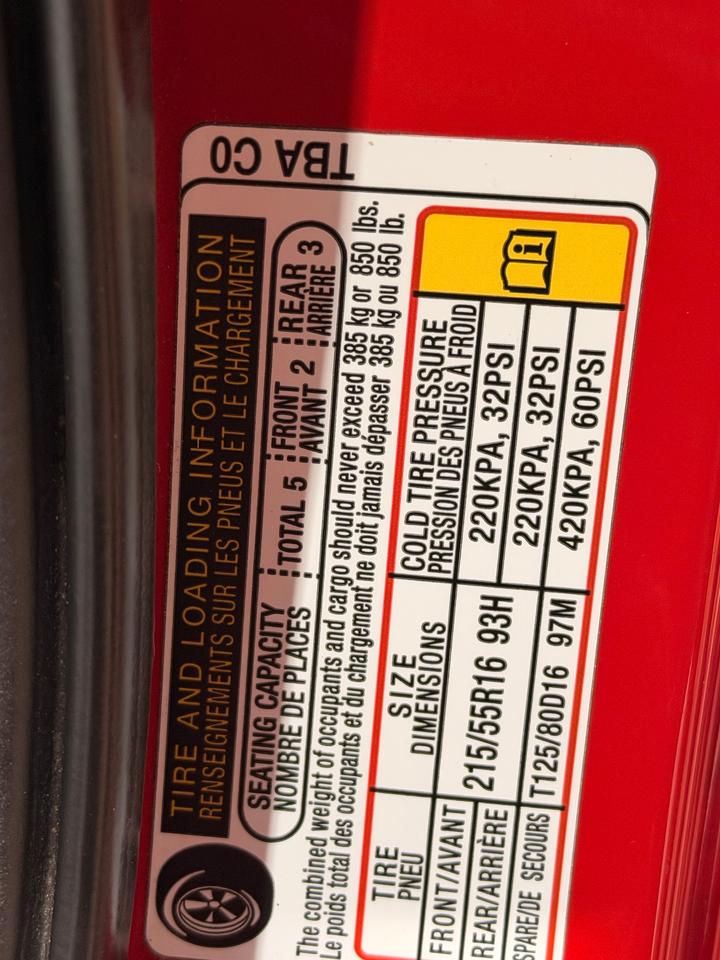 TBA C0
TIRE AND LOADING INFORMATION
RENSEIGNEMENTS SUR LES PNEUS ET LE CHARGEMENT
SEATING CAPACITY TOTAL 5 FRONT 2 REAR 3
NOMBRE DE PLACES AVANT ARRIÈRE
The combined weight of occupants and cargo should never exceed 385 kg or 850 lbs.
Le poids total des occupants et du chargement ne doit jamais dépasser 385 kg ou 850 lb.
TIRE SIZE COLD TIRE PRESSURE
PNEU DIMENSIONS PRESSION DES PNEUS À FROID
FRONT/AVANT 215/55R16 93H 220KPA, 32PSI
REAR/ARRIÈRE 220KPA, 32PSI
SPARE/DE SECOURS T125/80D16 97M 420KPA, 60PSI